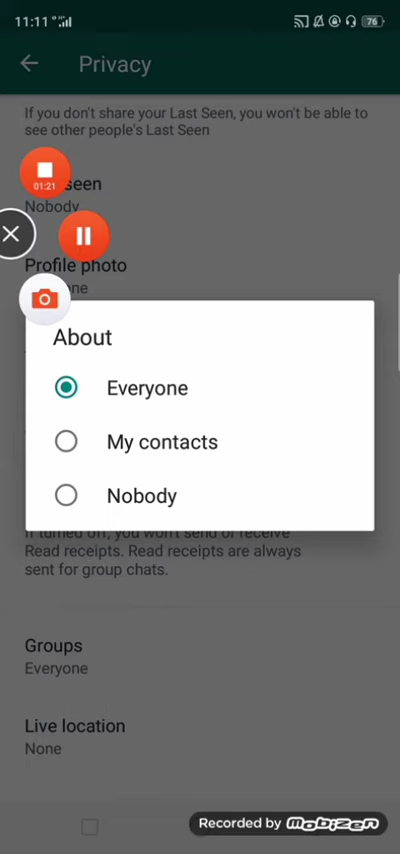 11:11
76
Privacy
If you don't share your Last Seen, you won't be able to
see other people's Last Seen
seen
01:21
Nobody
Profile photo
About
Everyone
My contacts
Nobody
If turned off, you won't send or receive
Read receipts. Read receipts are always
sent for group chats.
Groups
Everyone
Live location
None
Recorded by mobizen